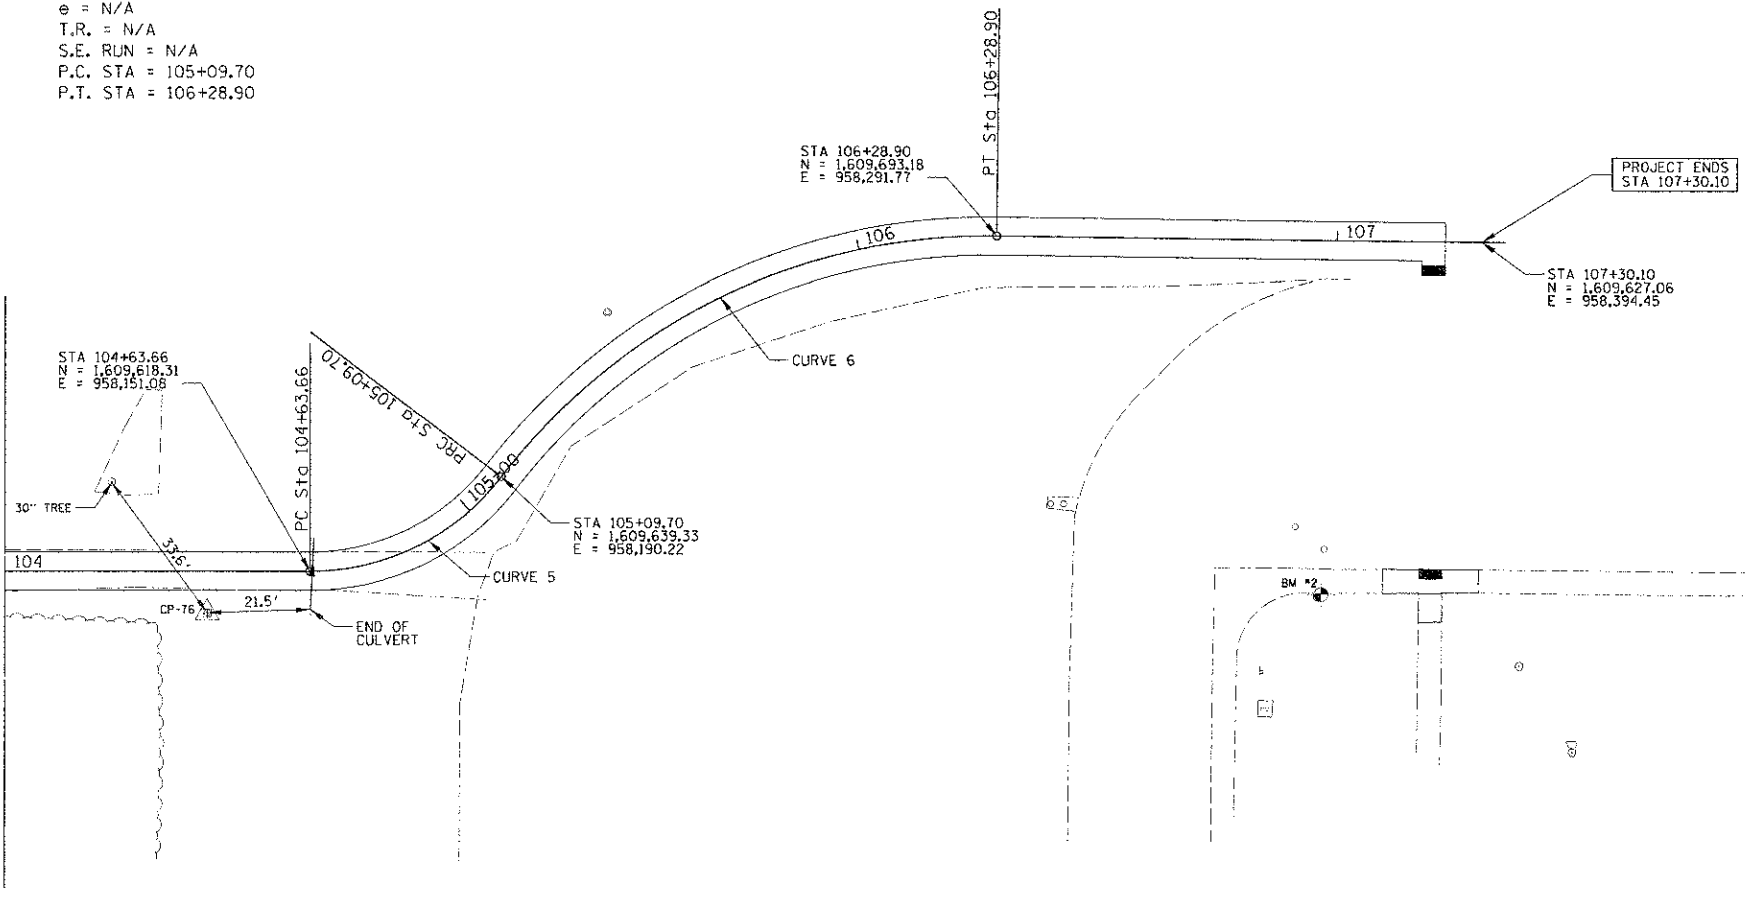 e = N/A
T.R. = N/A
S.E. RUN = N/A
P.C. STA = 105+09.70
P.T. STA = 106+28.90
PT Sta 106+28.90
STA 106+28.90
N = 1,609,693.18
E = 958,291.77
PROJECT ENDS
STA 107+30.10
106
107
STA 107+30.10
N = 1,609,627.06
E = 958,394.45
STA 104+63.66
N = 1,609,618.31
E = 958,151.08
PC Sta 104+63.66
PRC Sta 105+09.70
CURVE 6
105+00
30" TREE
33.6'
STA 105+09.70
N = 1,609,639.33
E = 958,190.22
104
CURVE 5
CP-76
21.5'
END OF
CULVERT
BM #2